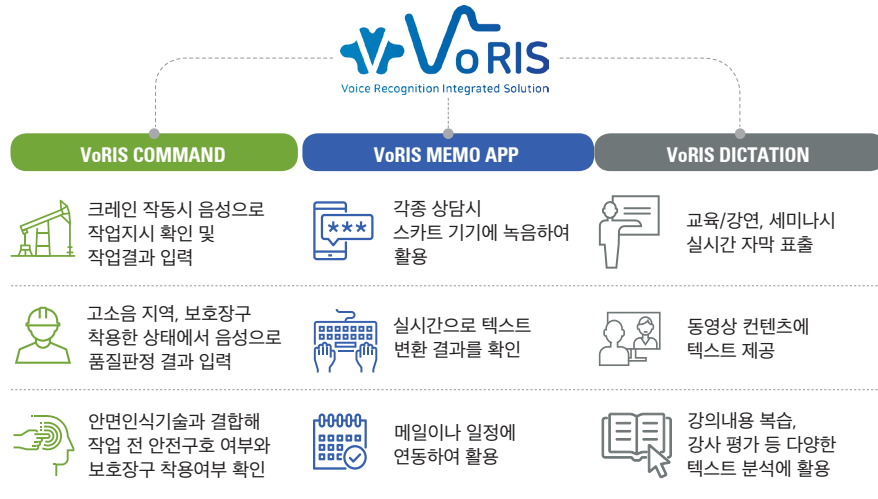 VoRIS
Voice Recognition Integrated Solution
VoRIS COMMAND
크레인 작동시 음성으로
작업지시 확인 및
작업결과 입력
고소음 지역, 보호장구
착용한 상태에서 음성으로
품질판정 결과 입력
안면인식기술과 결합해
작업 전 안전구호 여부와
보호장구 착용여부 확인
VoRIS MEMO APP
각종 상담시
스카트 기기에 녹음하여
활용
실시간으로 텍스트
변환 결과를 확인
메일이나 일정에
연동하여 활용
VoRIS DICTATION
교육/강연, 세미나시
실시간 자막 표출
동영상 컨텐츠에
텍스트 제공
강의내용 복습,
강사 평가 등 다양한
텍스트 분석에 활용